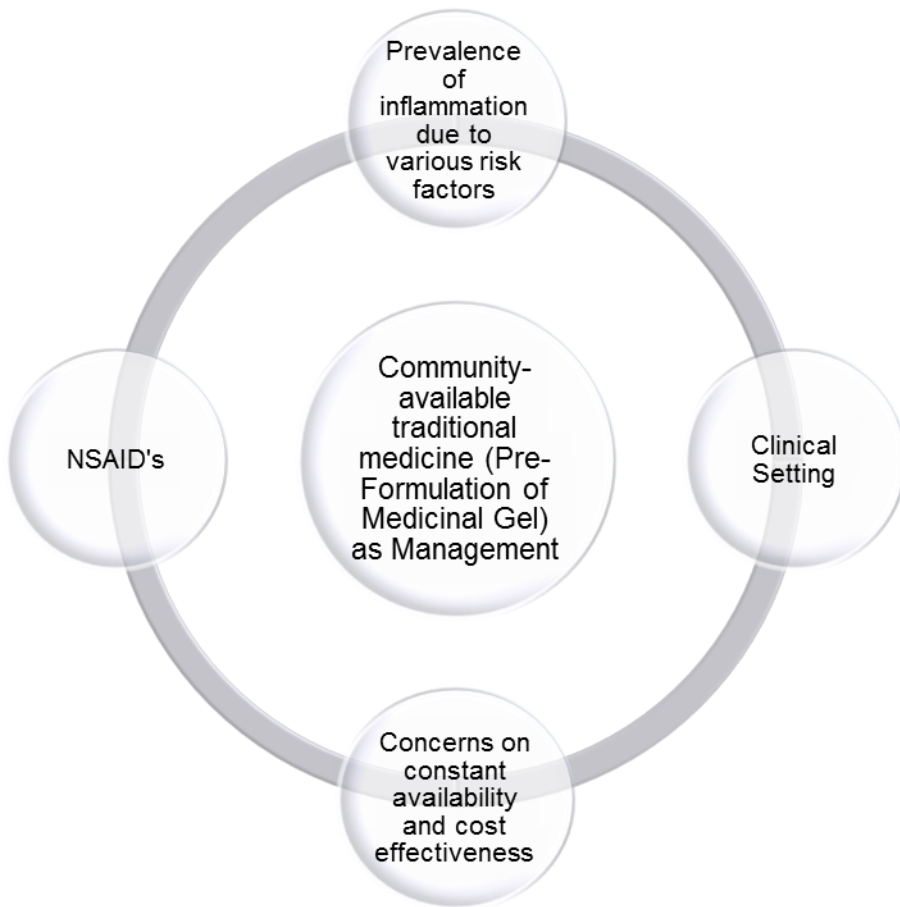 Prevalence
of
inflammation
due to
various risk
factors
NSAID's
Community-
available
traditional
medicine (Pre-
Formulation of
Medicinal Gel)
as Management
Clinical
Setting
Concerns on
constant
availability
and cost
effectiveness